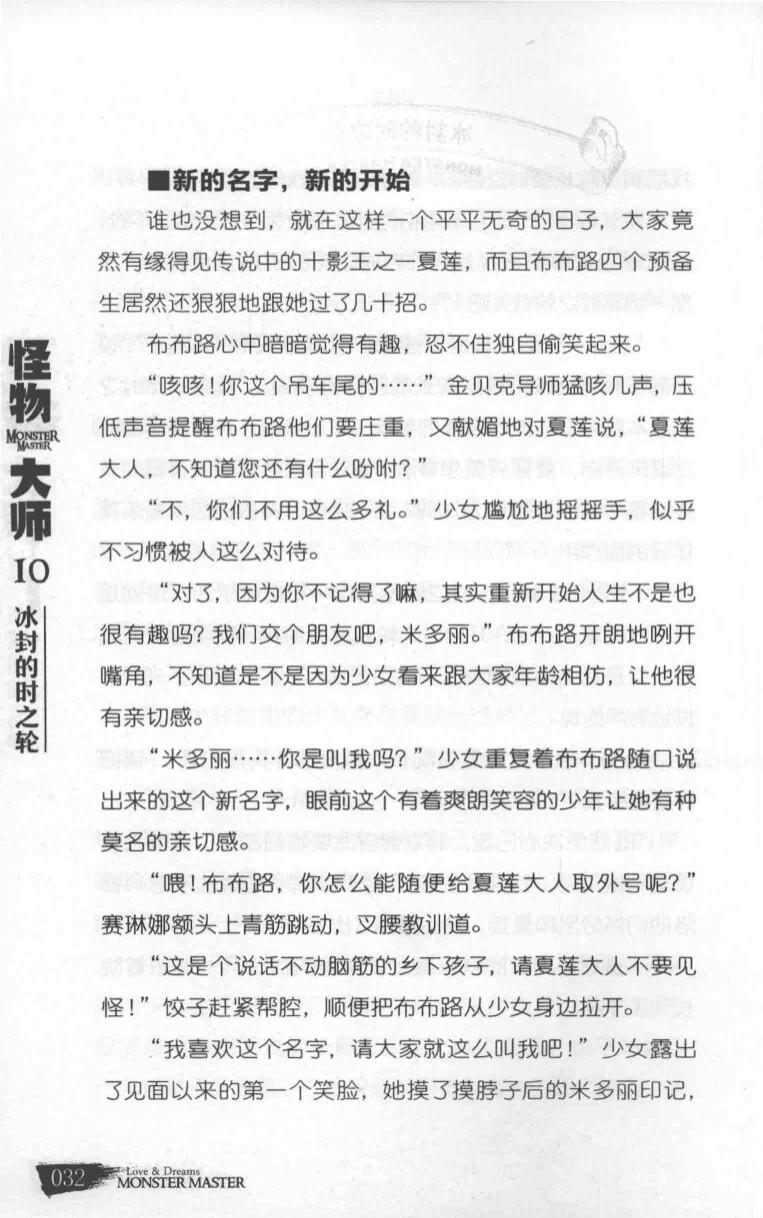 ■新的名字，新的开始
谁也没想到，就在这样一个平平无奇的日子，大家竟
然有缘得见传说中的十影王之一夏莲，而且布布路四个预备
生居然还狠狠地跟她过了几十招。
布布路心中暗暗觉得有趣，忍不住独自偷笑起来。
“咳咳！你这个吊车尾的……”金贝克导师猛咳几声，压
低声音提醒布布路他们要庄重，又献媚地对夏莲说，“夏莲
大人，不知道您还有什么吩咐？”
“不，你们不用这么多礼。”少女尴尬地摇摇手，似乎
不习惯被人这么对待。
“对了，因为你不记得了嘛，其实重新开始人生不是也
很有趣吗？我们交个朋友吧，米多丽。”布布路开朗地咧开
嘴角，不知道是不是因为少女看来跟大家年龄相仿，让他很
有亲切感。
“米多丽……你是叫我吗？”少女重复着布布路随口说
出来的这个新名字，眼前这个有着爽朗笑容的少年让她有种
莫名的亲切感。
“喂！布布路，你怎么能随便给夏莲大人取外号呢？”
赛琳娜额头上青筋跳动，叉腰教训道。
“这是个说话不动脑筋的乡下孩子，请夏莲大人不要见
怪！”饺子赶紧帮腔，顺便把布布路从少女身边拉开。
“我喜欢这个名字，请大家就这么叫我吧！”少女露出
了见面以来的第一个笑脸，她摸了摸脖子后的米多丽印记，
怪物
MONSTER
MASTER
大师
10
冰封的时之轮
032
Love & Dreams
MONSTER MASTER